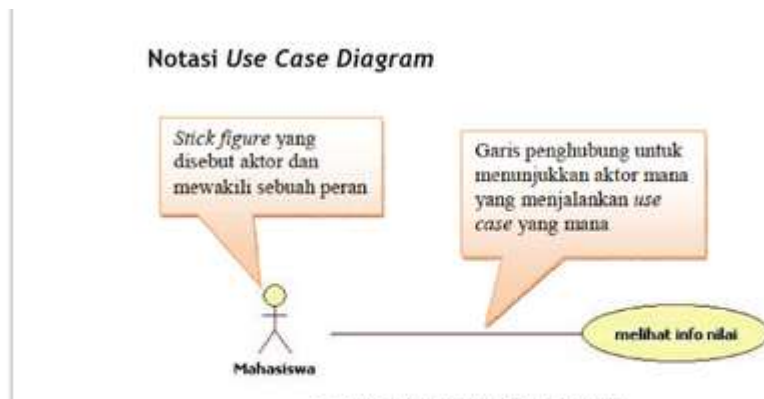 Notasi Use Case Diagram
Stick figure yang
disebut aktor dan
mewakili sebuah peran
Garis penghubung untuk
menunjukkan aktor mana
yang menjalankan use
case yang mana
melihat info nilai
Mahasiswa